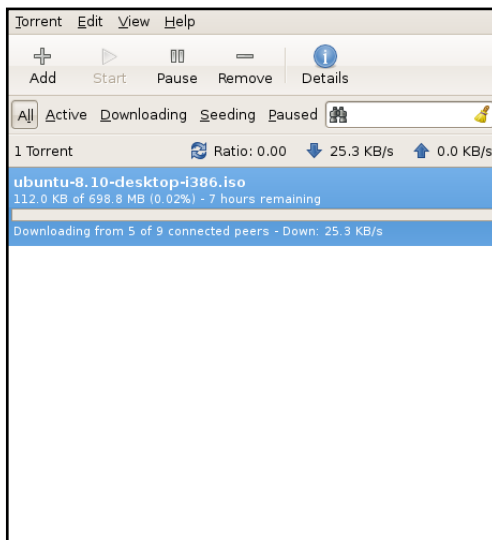 Torrent Edit View Help
Add Start Pause Remove Details
All Active Downloading Seeding Paused
1 Torrent Ratio: 0.00 25.3 KB/s 0.0 KB/s
ubuntu-8.10-desktop-i386.iso
112.0 KB of 698.8 MB (0.02%) - 7 hours remaining
Downloading from 5 of 9 connected peers - Down: 25.3 KB/s